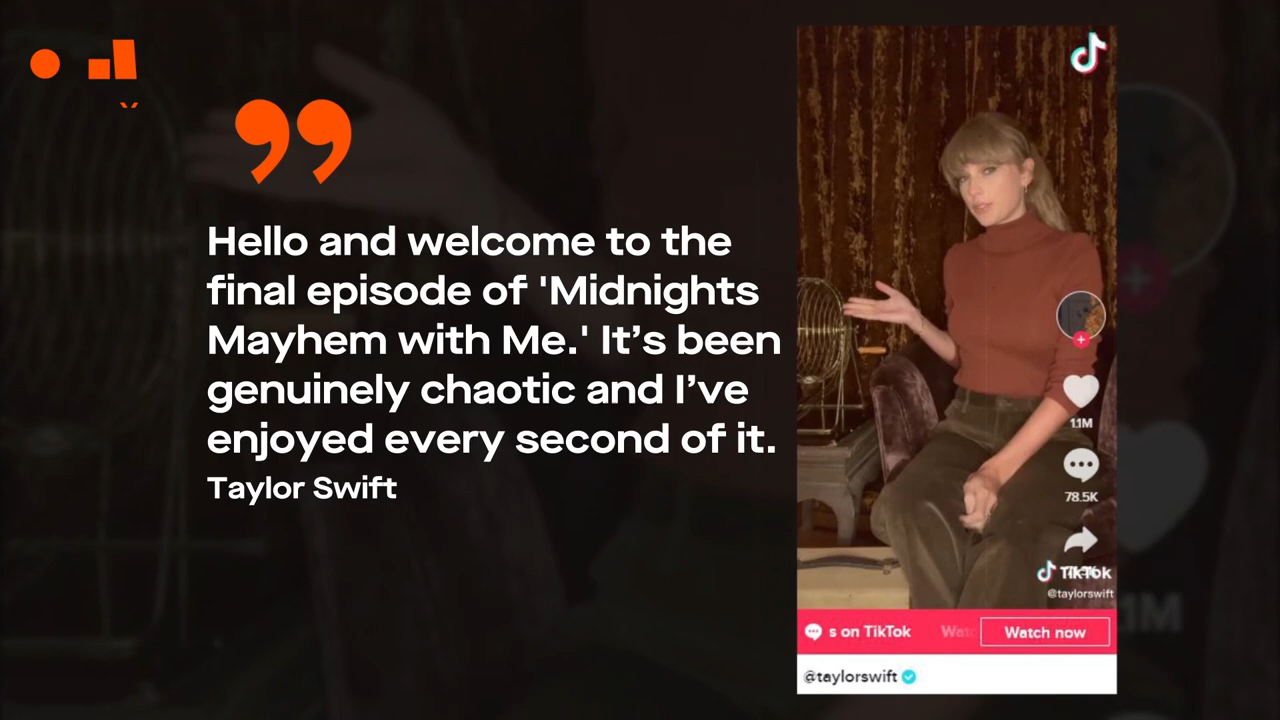 ”
Hello and welcome to the
final episode of 'Midnights
Mayhem with Me.' It’s been
genuinely chaotic and I’ve
enjoyed every second of it.
Taylor Swift
1.1M
78.5K
TikTok
@taylorswift
s on TikTok
Watch now
@taylorswift
1M